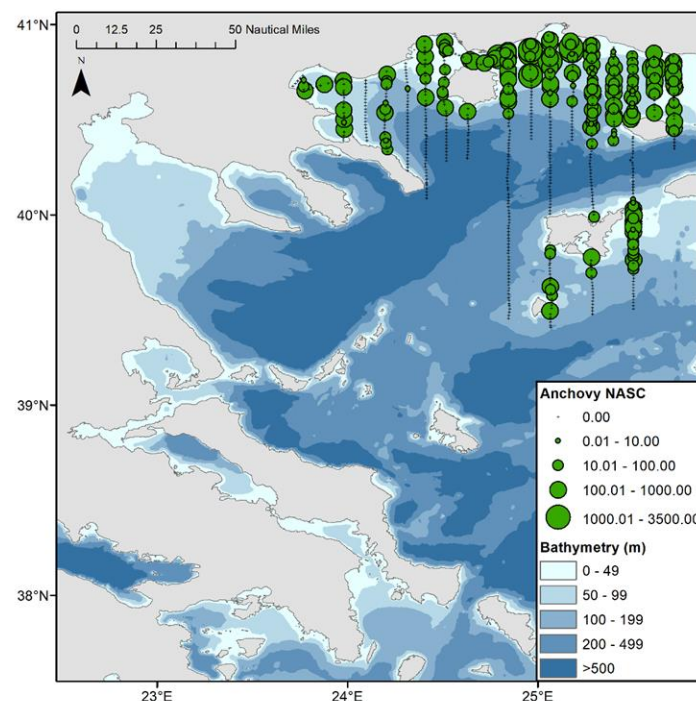 41°N
0 12.5 25 50 Nautical Miles
N
40°N
39°N
38°N
Anchovy NASC
0.00
0.01 - 10.00
10.01 - 100.00
100.01 - 1000.00
1000.01 - 3500.00
Bathymetry (m)
0 - 49
50 - 99
100 - 199
200 - 499
>500
23°E 24°E 25°E